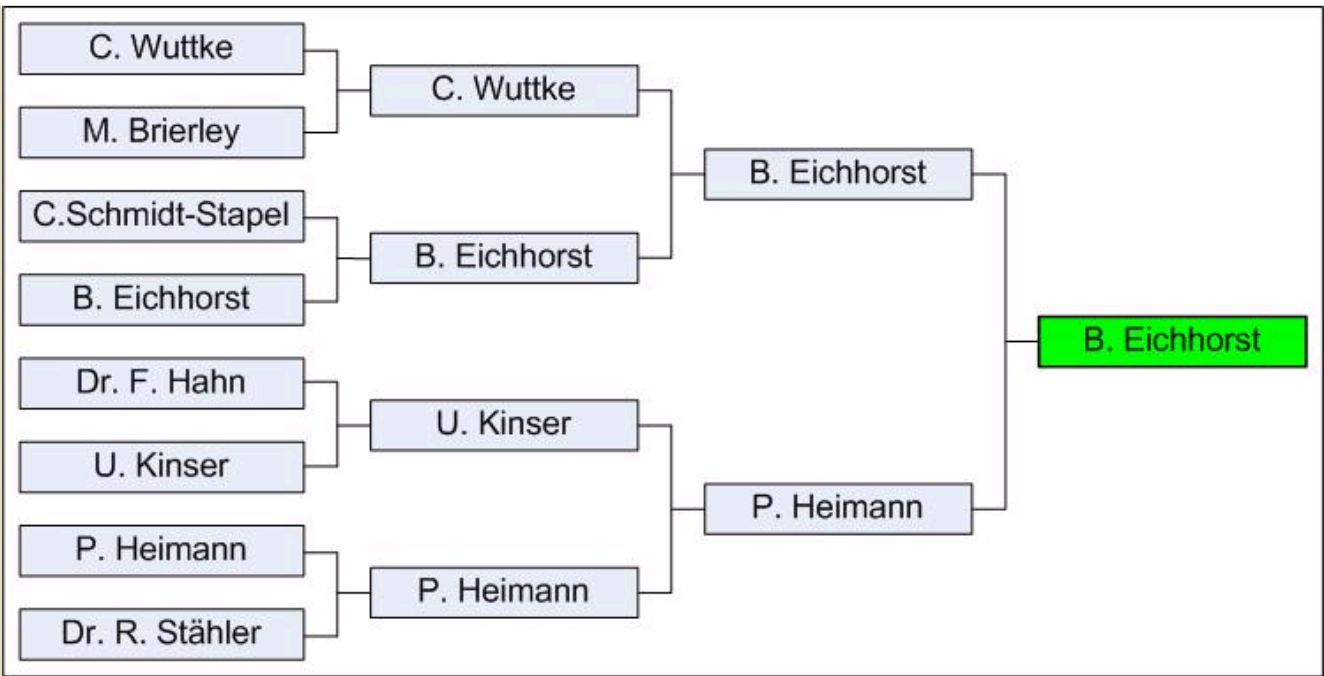 C. Wuttke
M. Brierley
C.Schmidt-Stapel
B. Eichhorst
Dr. F. Hahn
U. Kinser
P. Heimann
Dr. R. Stähler
C. Wuttke
B. Eichhorst
U. Kinser
P. Heimann
B. Eichhorst
P. Heimann
B. Eichhorst